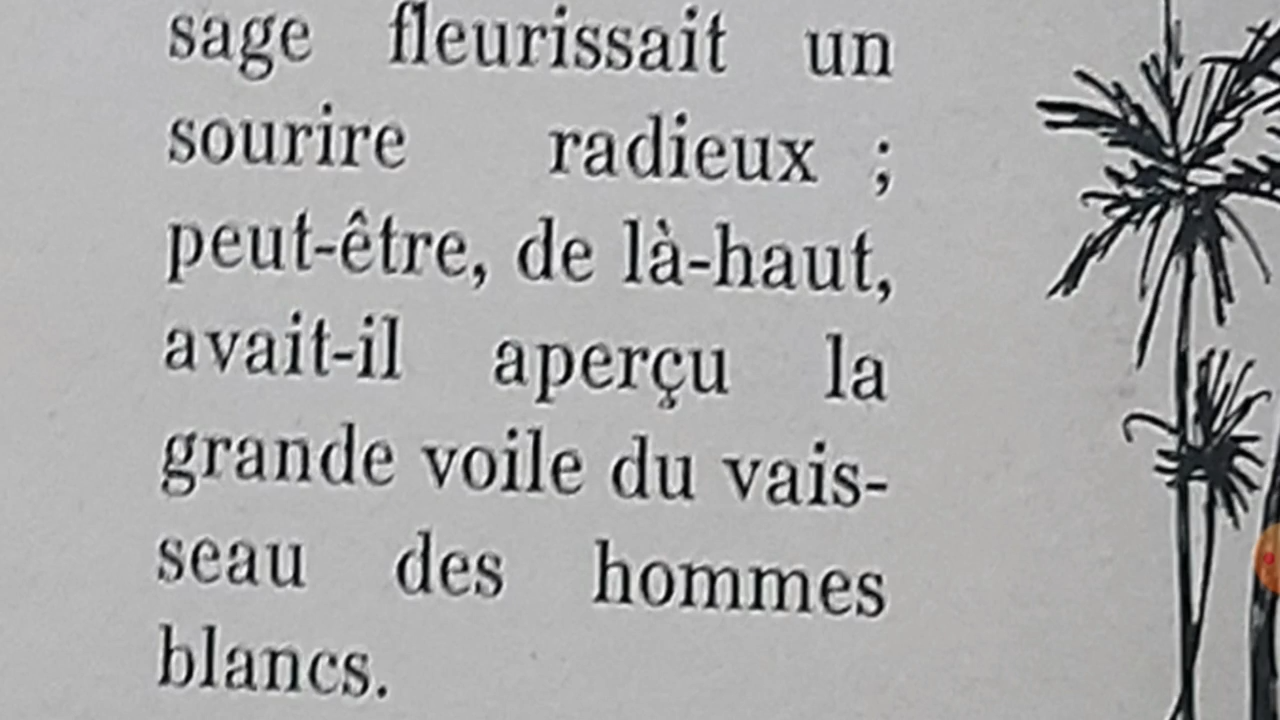 sage fleurissait un
sourire radieux ;
peut-être, de là-haut,
avait-il aperçu la
grande voile du vais-
seau des hommes
blancs.